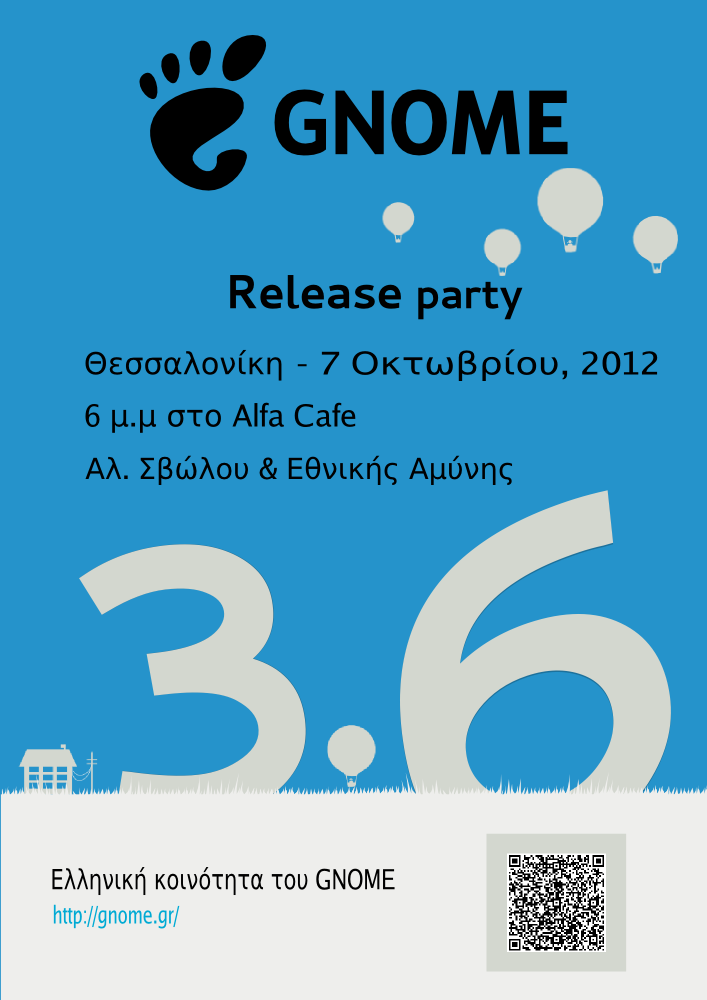 GNOME
Release party
Θεσσαλονίκη - 7 Οκτωβρίου, 2012
6 μ.μ στο Alfa Cafe
Αλ. Σβώλου & Εθνικής Αμύνης
3.6
Ελληνική κοινότητα του GNOME
http://gnome.gr/